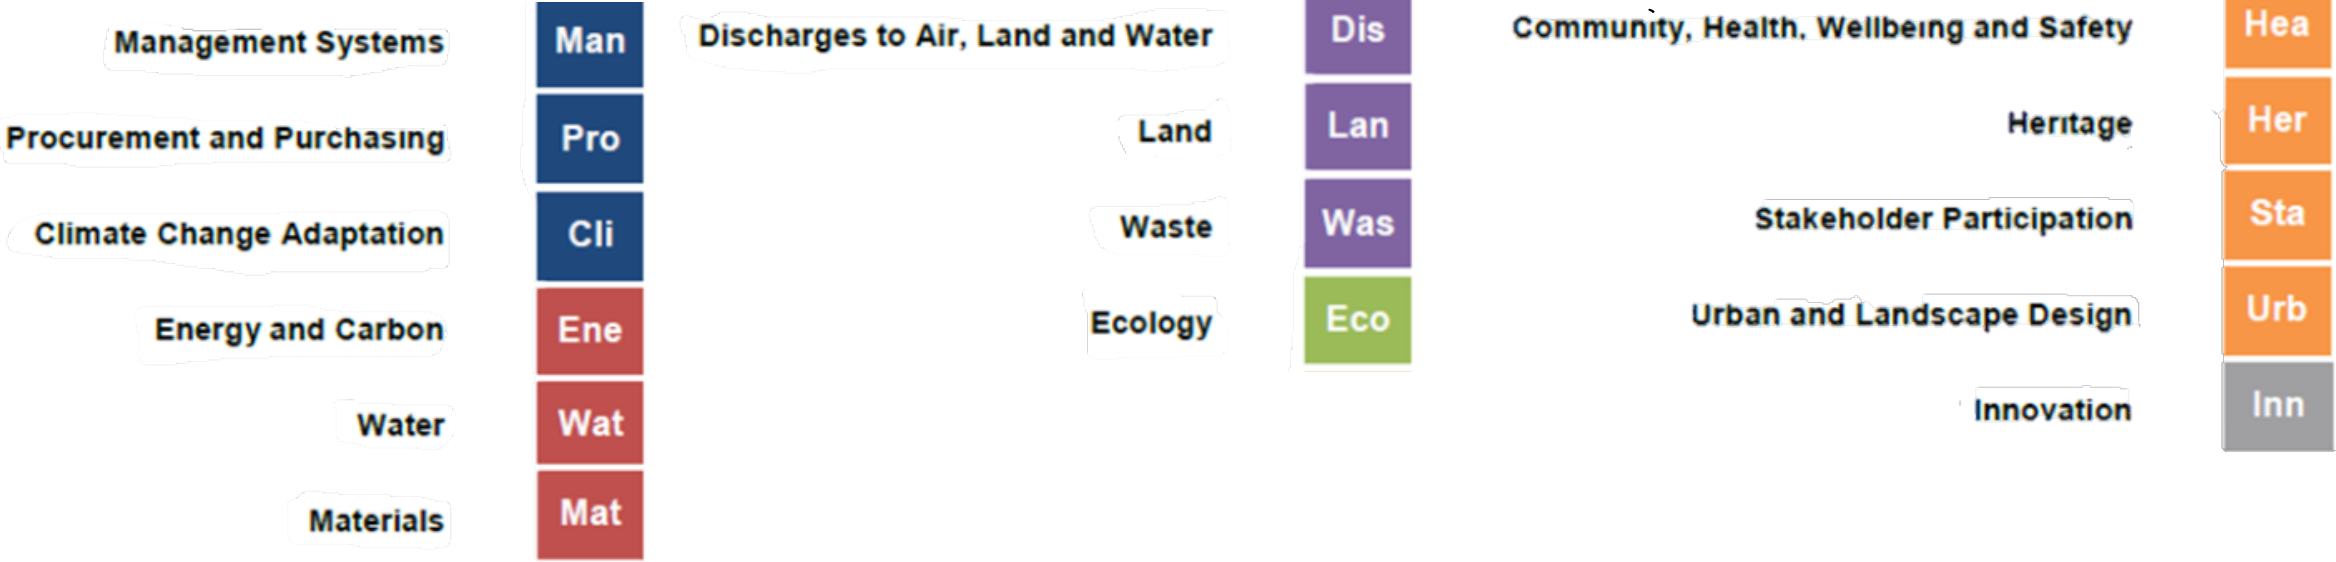 Management Systems Man
Procurement and Purchasing Pro
Climate Change Adaptation Cli
Energy and Carbon Ene
Water Wat
Materials Mat
Discharges to Air, Land and Water Dis
Land Lan
Waste Was
Ecology Eco
Community, Health, Wellbeing and Safety Hea
Heritage Her
Stakeholder Participation Sta
Urban and Landscape Design Urb
Innovation Inn